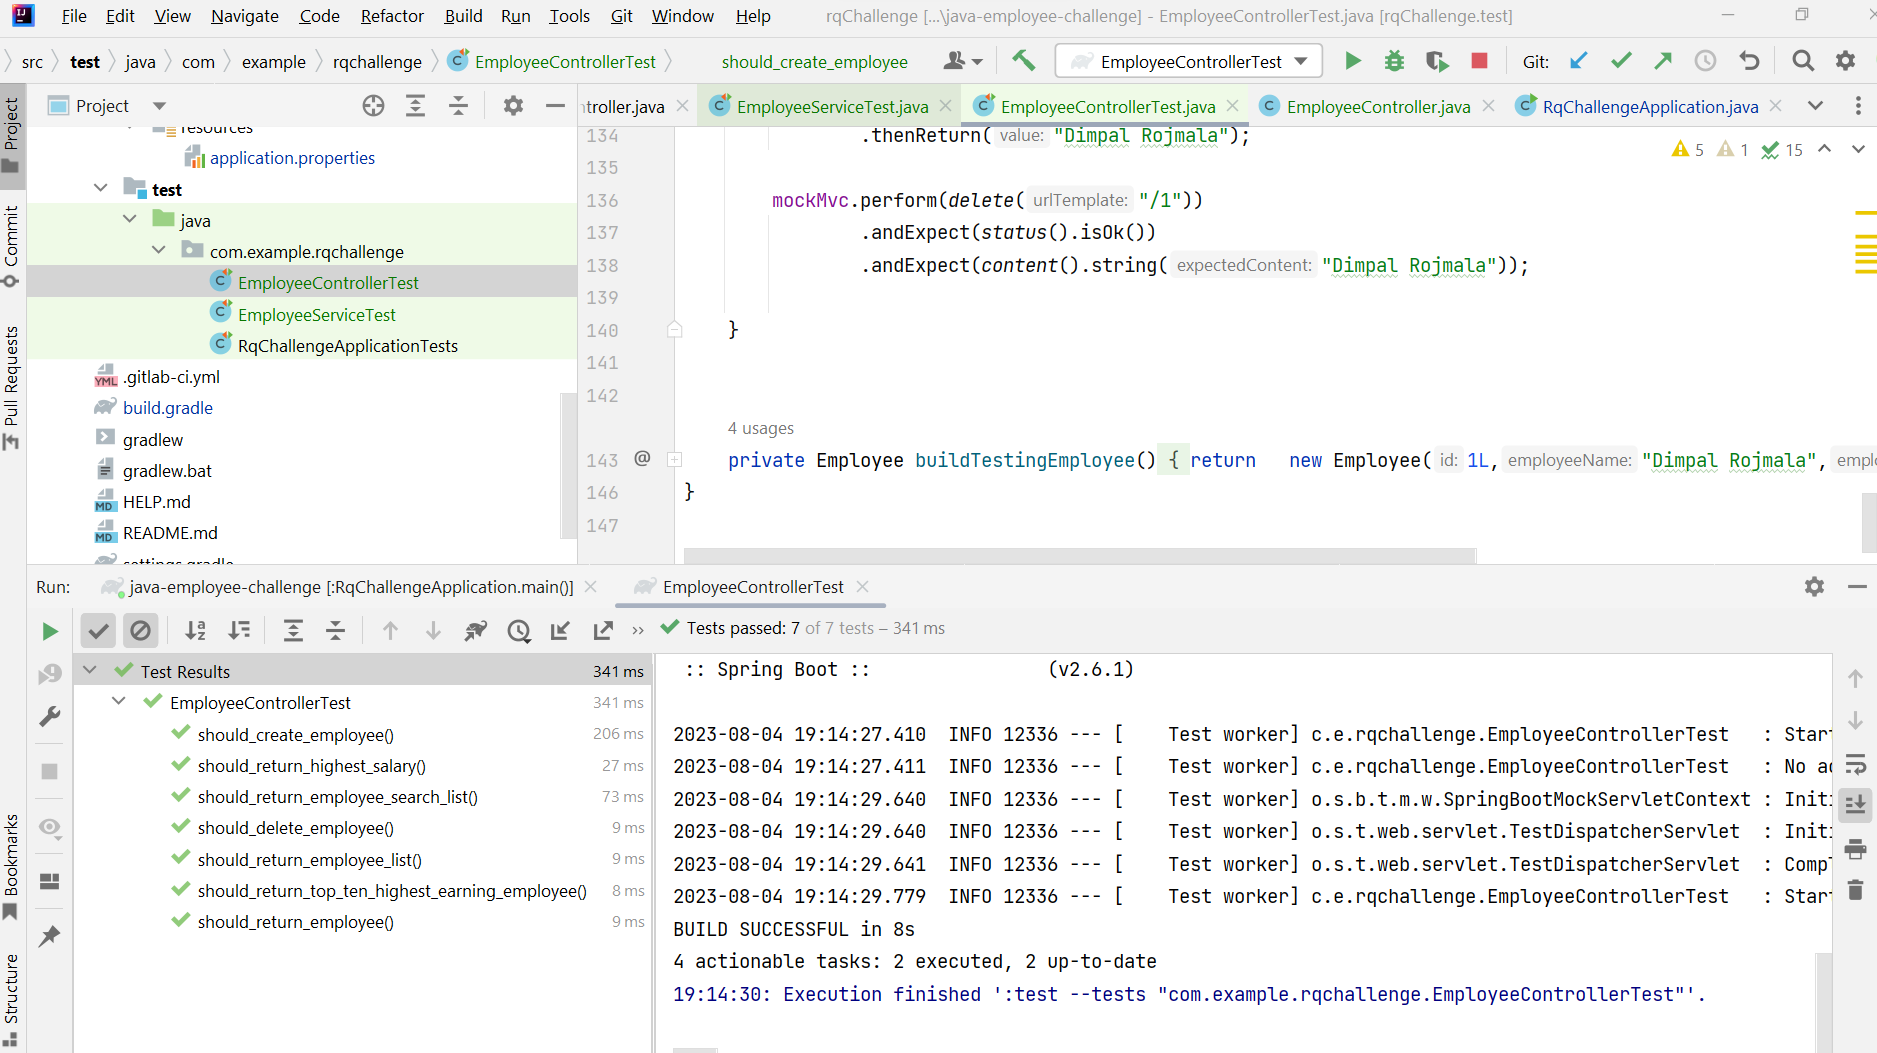 File Edit View Navigate Code Refactor Build Run Tools Git Window Help rqChallenge [...\java-employee-challenge] - EmployeeControllerTest.java [rqChallenge.test]
src test java com example rqchallenge EmployeeControllerTest should_create_employee EmployeeControllerTest Git:
Project
ntroller.java EmployeeServiceTest.java EmployeeControllerTest.java EmployeeController.java RqChallengeApplication.java
Project
Commit
Pull Requests
Bookmarks
Structure
resources
application.properties
test
java
com.example.rqchallenge
EmployeeControllerTest
EmployeeServiceTest
RqChallengeApplicationTests
.gitlab-ci.yml
build.gradle
gradlew
gradlew.bat
HELP.md
README.md
settings.gradle
5 1 15
134 .thenReturn( value: "Dimpal Rojmala");
135
136 mockMvc.perform(delete( urlTemplate: "/1"))
137 .andExpect(status().isOk())
138 .andExpect(content().string( expectedContent: "Dimpal Rojmala"));
139
140 }
141
142
4 usages
143 @ private Employee buildTestingEmployee() { return new Employee( id: 1L, employeeName: "Dimpal Rojmala", emplo
146 }
147
Run: java-employee-challenge [:RqChallengeApplication.main()] EmployeeControllerTest
Tests passed: 7 of 7 tests – 341 ms
Test Results 341 ms
EmployeeControllerTest 341 ms
should_create_employee() 206 ms
should_return_highest_salary() 27 ms
should_return_employee_search_list() 73 ms
should_delete_employee() 9 ms
should_return_employee_list() 9 ms
should_return_top_ten_highest_earning_employee() 8 ms
should_return_employee() 9 ms
:: Spring Boot :: (v2.6.1)
2023-08-04 19:14:27.410 INFO 12336 --- [ Test worker] c.e.rqchallenge.EmployeeControllerTest : Star
2023-08-04 19:14:27.411 INFO 12336 --- [ Test worker] c.e.rqchallenge.EmployeeControllerTest : No ac
2023-08-04 19:14:29.640 INFO 12336 --- [ Test worker] o.s.b.t.m.w.SpringBootMockServletContext : Initi
2023-08-04 19:14:29.640 INFO 12336 --- [ Test worker] o.s.t.web.servlet.TestDispatcherServlet : Initi
2023-08-04 19:14:29.641 INFO 12336 --- [ Test worker] o.s.t.web.servlet.TestDispatcherServlet : Compl
2023-08-04 19:14:29.779 INFO 12336 --- [ Test worker] c.e.rqchallenge.EmployeeControllerTest : Star
BUILD SUCCESSFUL in 8s
4 actionable tasks: 2 executed, 2 up-to-date
19:14:30: Execution finished ':test --tests "com.example.rqchallenge.EmployeeControllerTest"'.